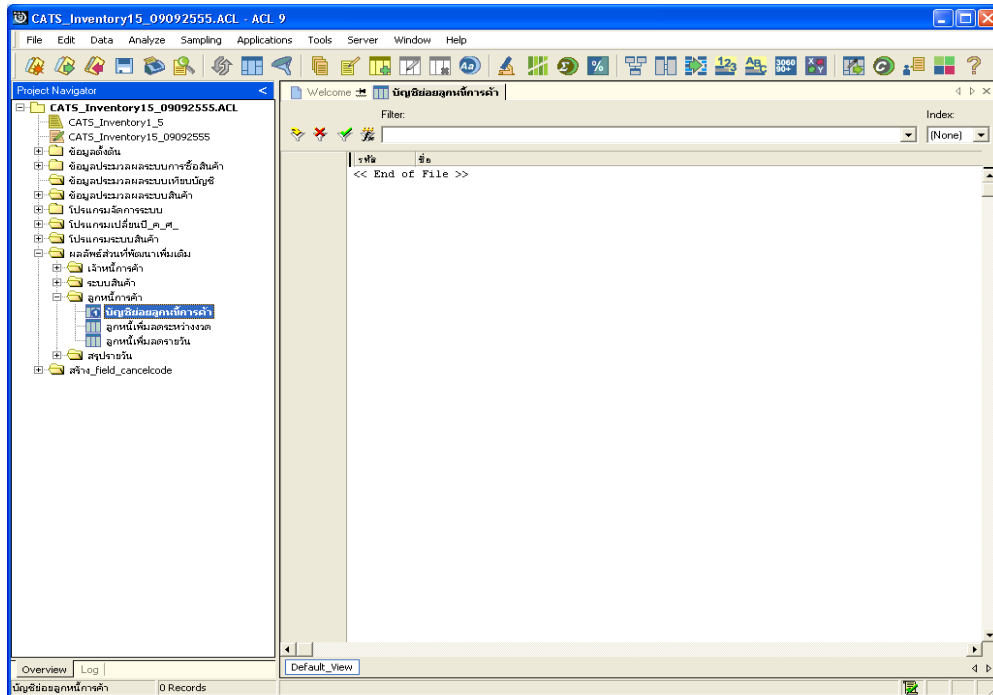 CATS_Inventory15_09092555.ACL - ACL 9
File Edit Data Analyze Sampling Applications Tools Server Window Help
Project Navigator <
CATS_Inventory15_09092555.ACL
CATS_Inventory1_5
CATS_Inventory15_09092555
ข้อมูลตั้งต้น
ข้อมูลประมวลผลระบบการซื้อสินค้า
ข้อมูลประมวลผลระบบเทียบบัญชี
ข้อมูลประมวลผลระบบสินค้า
โปรแกรมจัดการระบบ
โปรแกรมเปลี่ยนปี_ค_ศ_
โปรแกรมระบบสินค้า
ผลลัพธ์ส่วนที่พัฒนาเพิ่มเติม
เจ้าหนี้การค้า
ระบบสินค้า
ลูกหนี้การค้า
บัญชีย่อยลูกหนี้การค้า
ลูกหนี้เพิ่มลดระหว่างงวด
ลูกหนี้เพิ่มลดรายวัน
สรุปรายวัน
สร้าง_field_cancelcode
Overview Log
Welcome บัญชีย่อยลูกหนี้การค้า
Filter: Index:
(None)
รหัส ชื่อ
<< End of File >>
Default_View
บัญชีย่อยลูกหนี้การค้า 0 Records